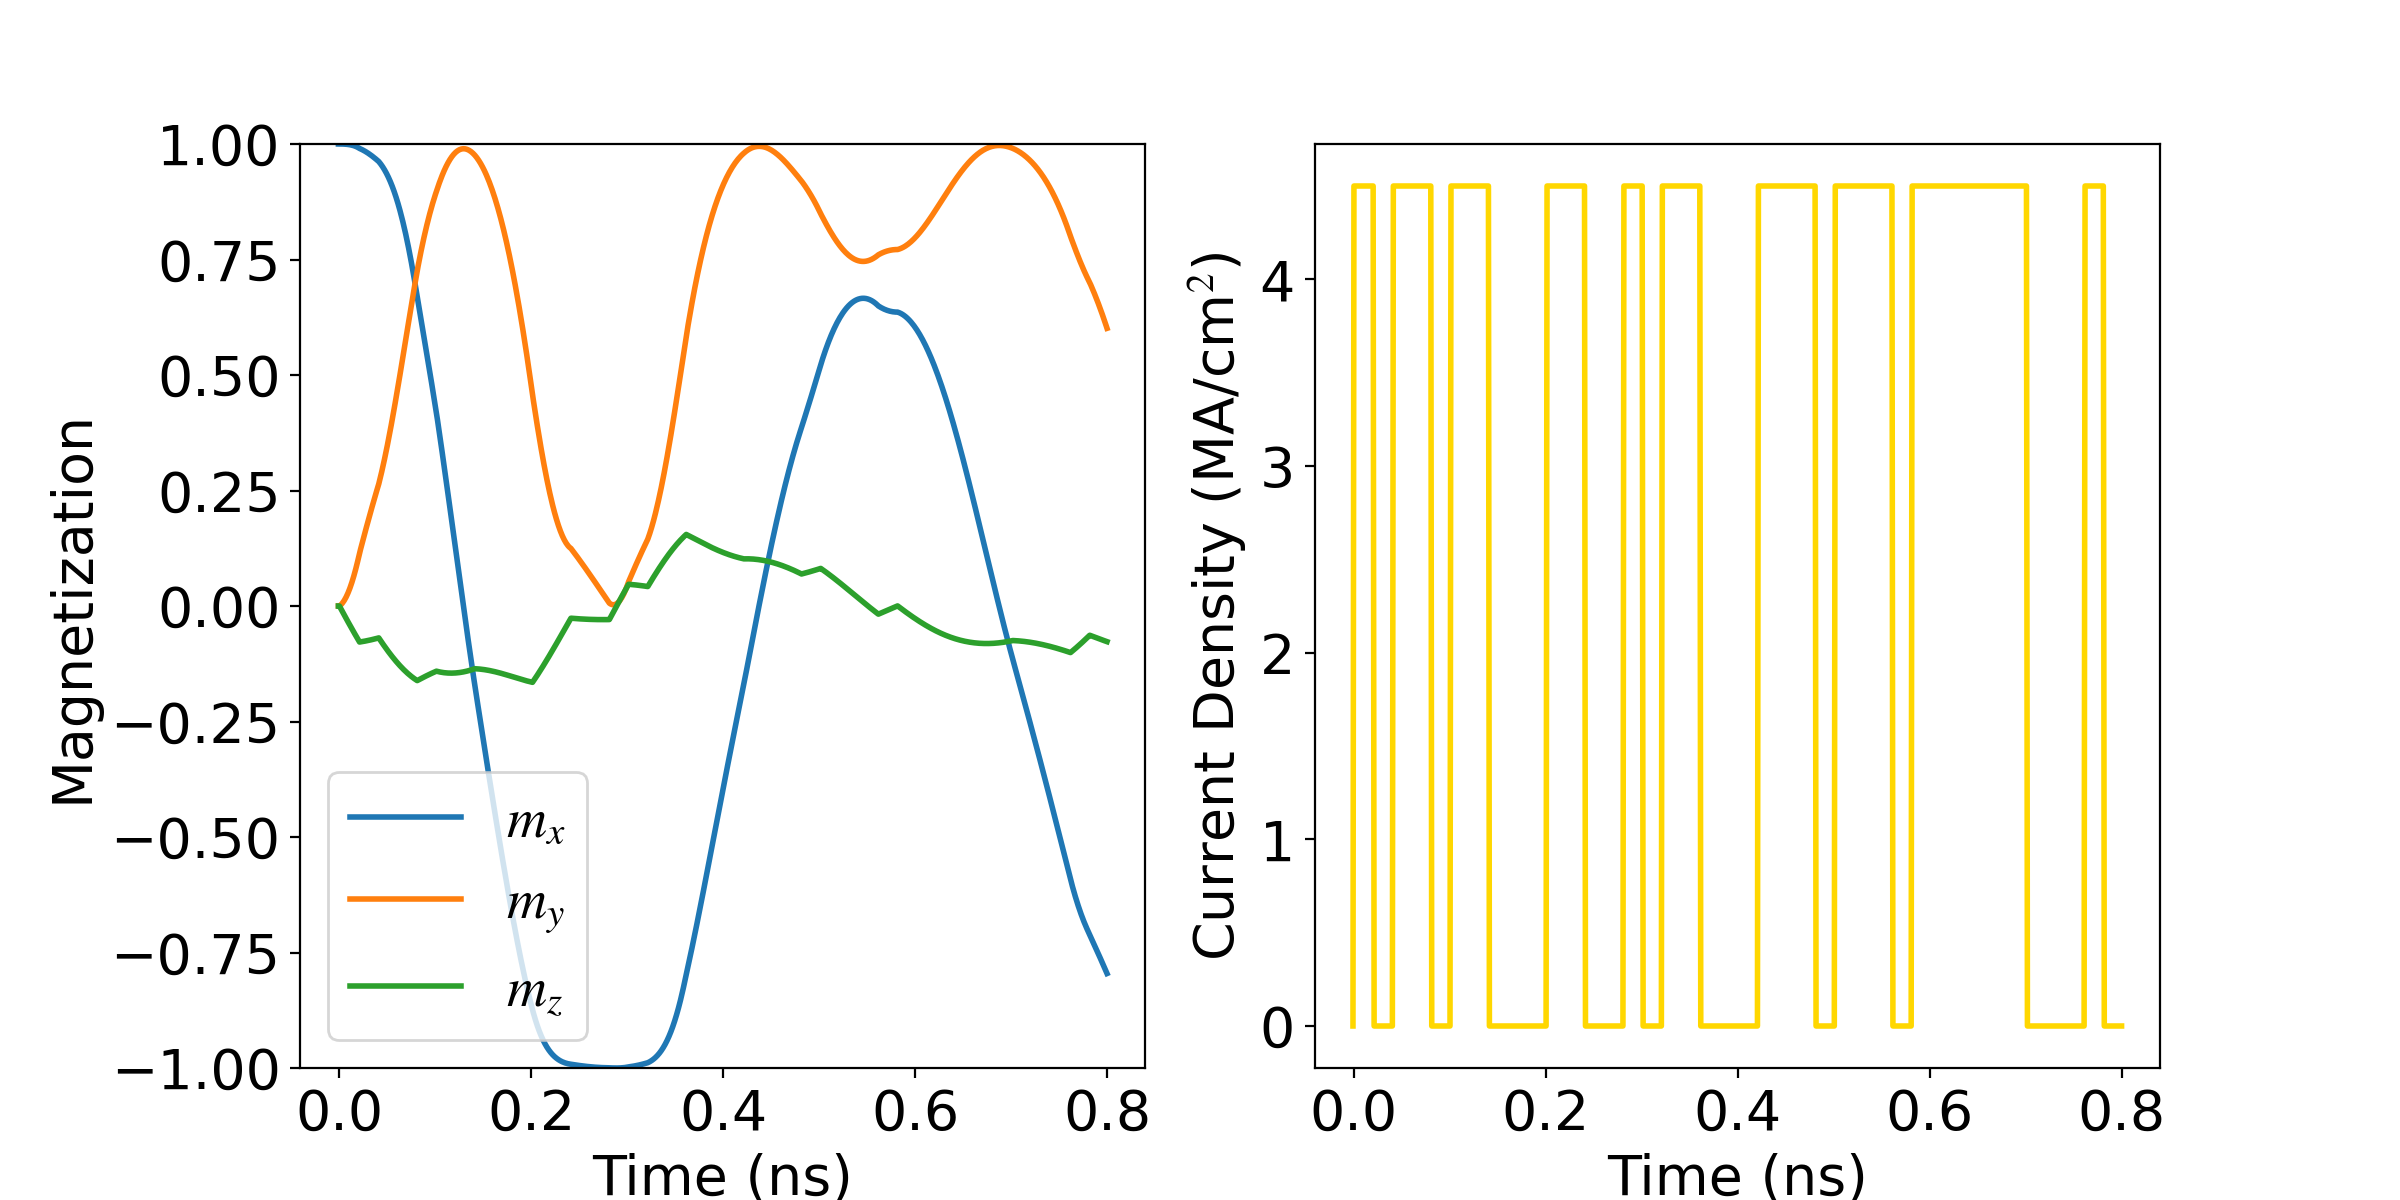 1.00
0.75
0.50
0.25
0.00
−0.25
−0.50
−0.75
−1.00
Magnetization
m_x
m_y
m_z
0.0 0.2 0.4 0.6 0.8
Time (ns)
4
3
2
1
0
Current Density (MA/cm²)
0.0 0.2 0.4 0.6 0.8
Time (ns)